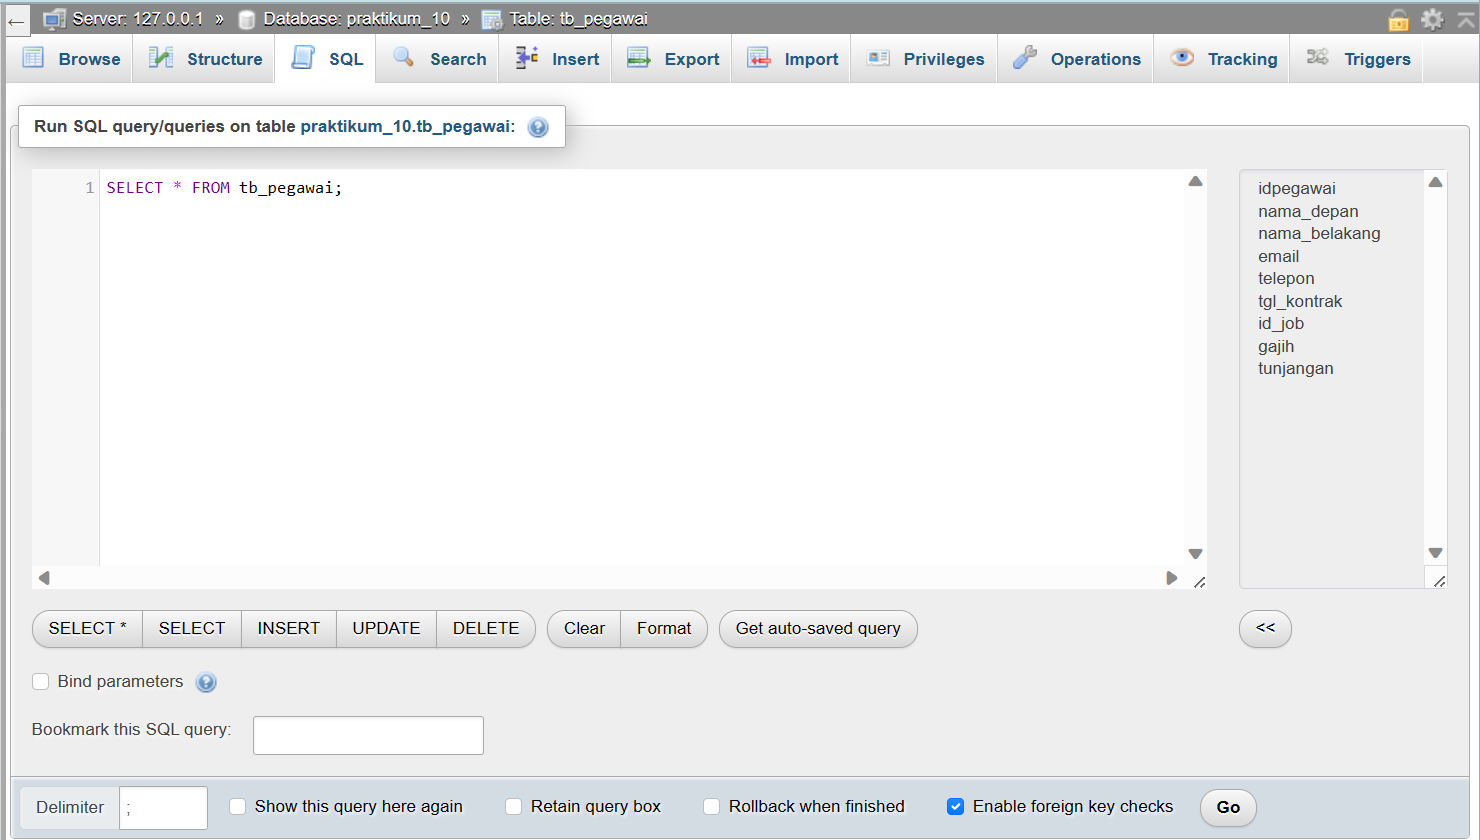 Server: 127.0.0.1 » Database: praktikum_10 » Table: tb_pegawai
Browse Structure SQL Search Insert Export Import Privileges Operations Tracking Triggers
Run SQL query/queries on table praktikum_10.tb_pegawai:
1 SELECT * FROM tb_pegawai;
idpegawai
nama_depan
nama_belakang
email
telepon
tgl_kontrak
id_job
gajih
tunjangan
SELECT * SELECT INSERT UPDATE DELETE Clear Format Get auto-saved query <<
Bind parameters
Bookmark this SQL query:
Delimiter ; Show this query here again Retain query box Rollback when finished Enable foreign key checks Go